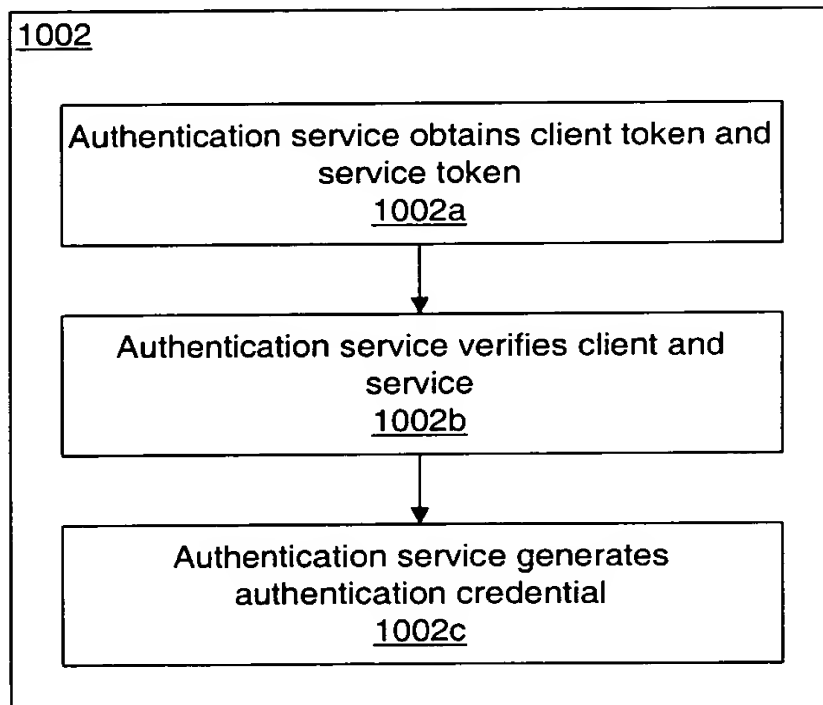 1002
Authentication service obtains client token and
service token
1002a
Authentication service verifies client and
service
1002b
Authentication service generates
authentication credential
1002c